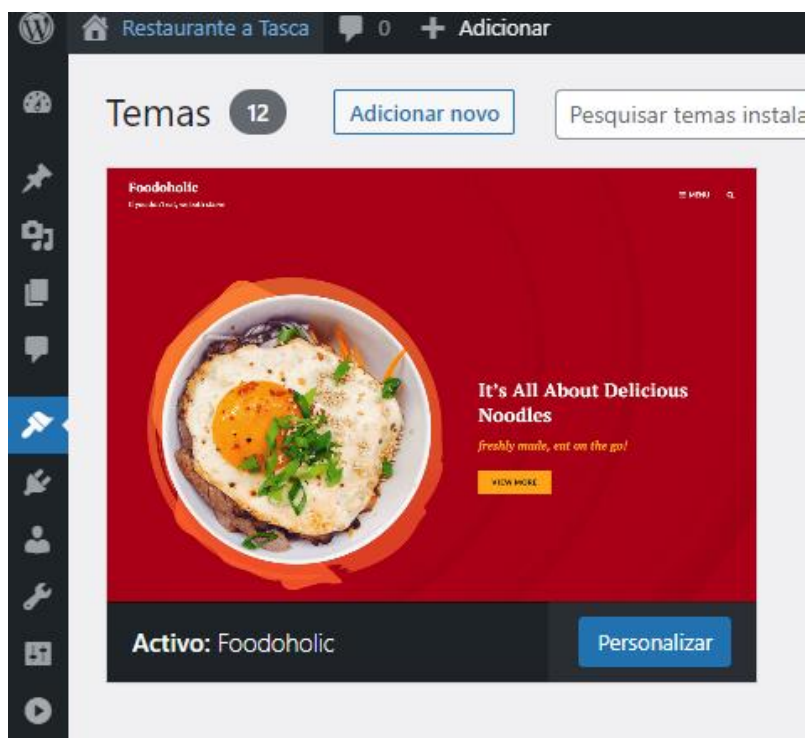 Restaurante a Tasca 0 + Adicionar
Temas 12 Adicionar novo Pesquisar temas instala
Foodoholic
MENU
It's All About Delicious
Noodles
freshly made, eat on the go!
VIEW MORE
Activo: Foodoholic Personalizar